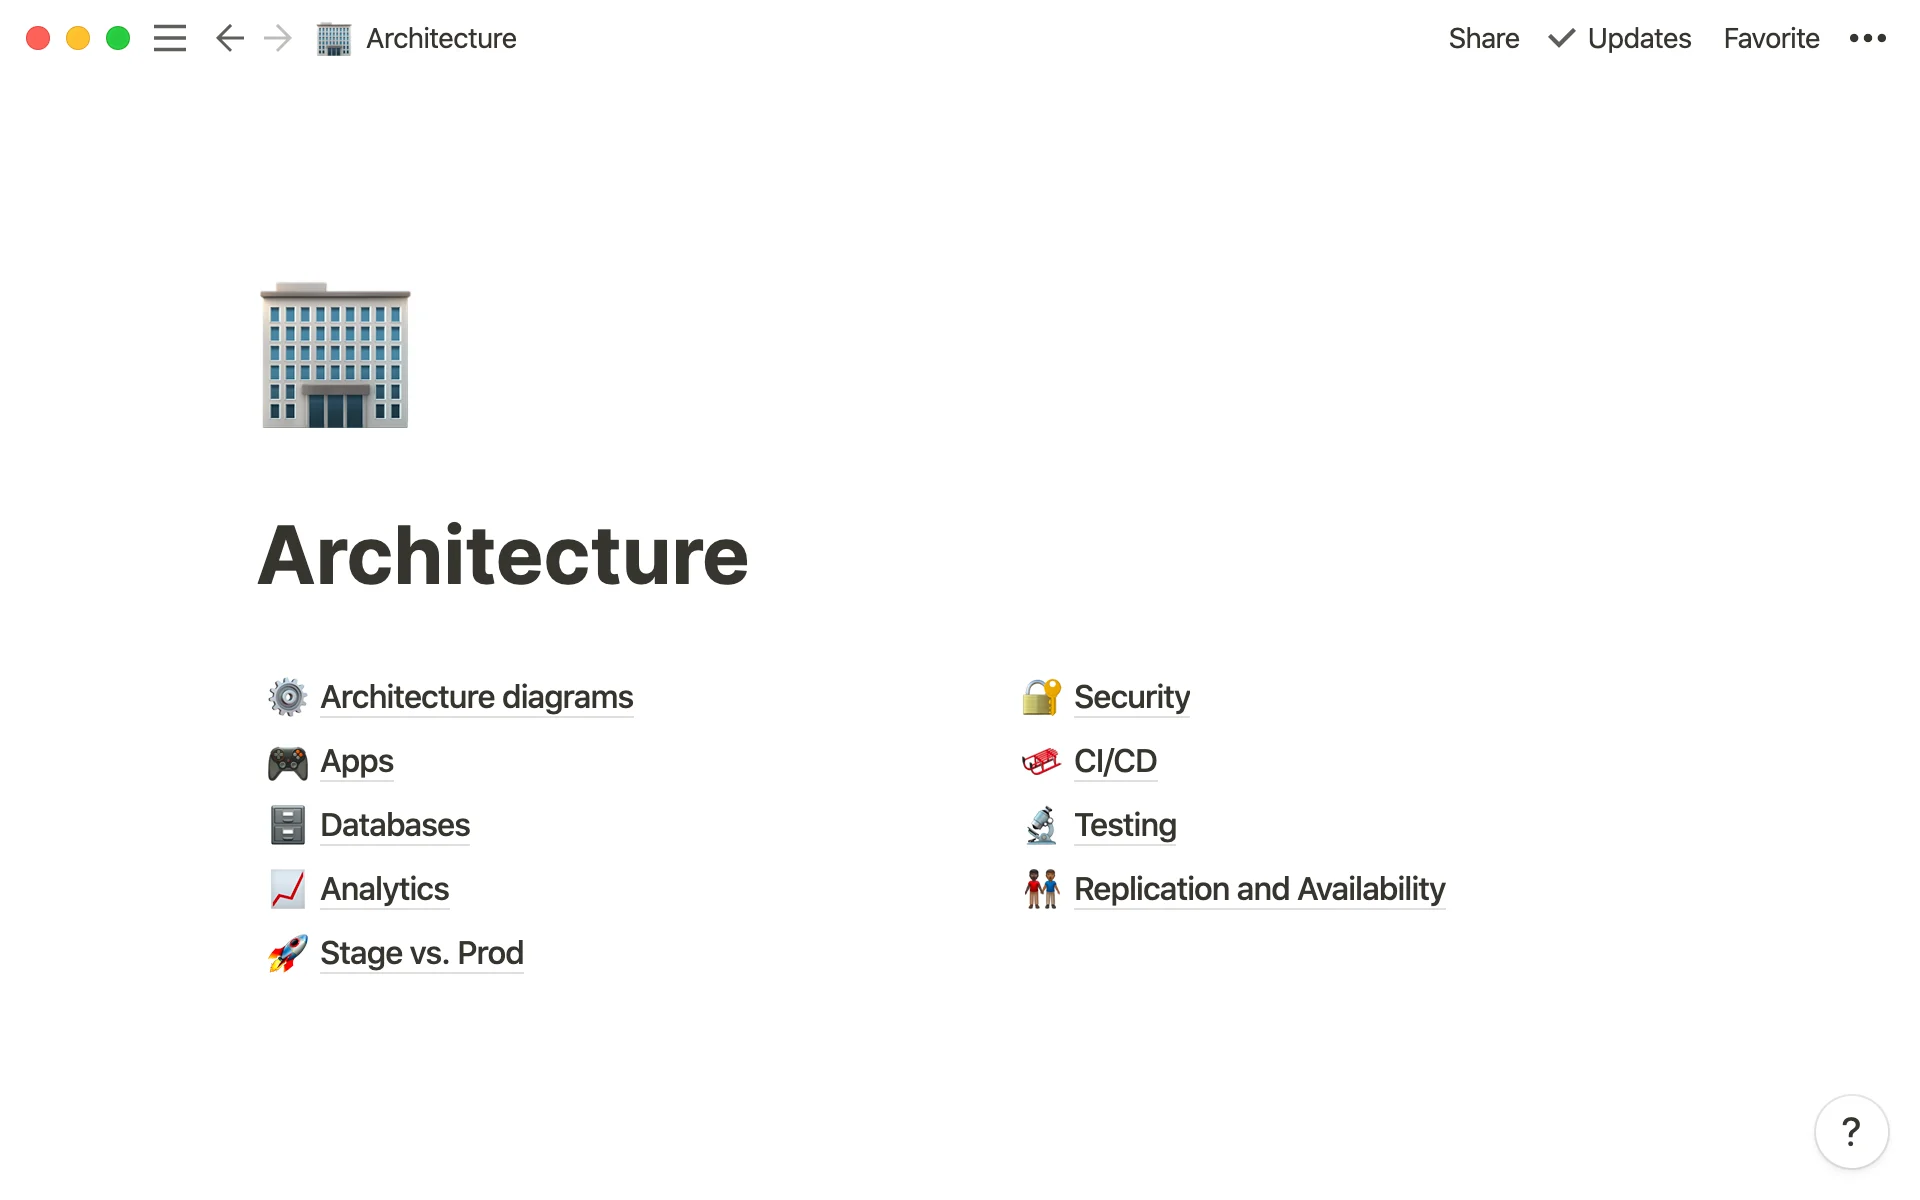 Architecture
Share Updates Favorite
Architecture
Architecture diagrams
Apps
Databases
Analytics
Stage vs. Prod
Security
CI/CD
Testing
Replication and Availability
?